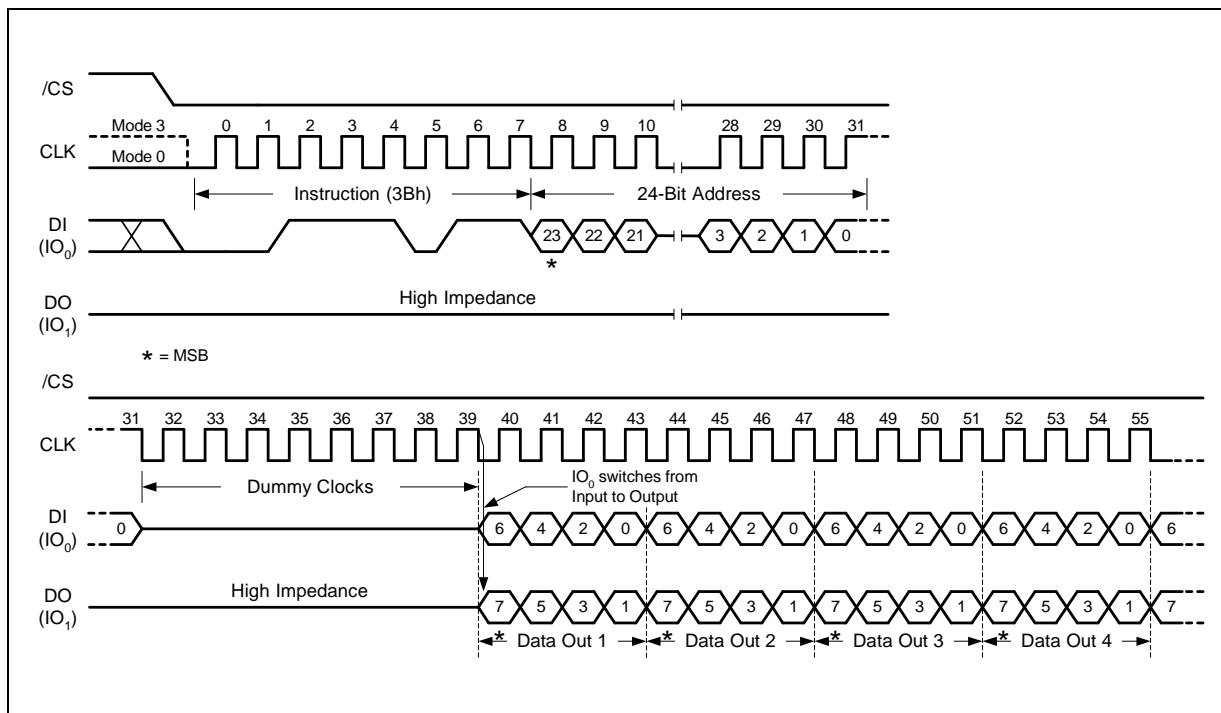 /CS
Mode 3 0 1 2 3 4 5 6 7 8 9 10 28 29 30 31
CLK
Mode 0
Instruction (3Bh) 24-Bit Address
DI
(IO0) 23 22 21 3 2 1 0
*
DO
(IO1) High Impedance
* = MSB
/CS
31 32 33 34 35 36 37 38 39 40 41 42 43 44 45 46 47 48 49 50 51 52 53 54 55
CLK
Dummy Clocks
IO0 switches from
Input to Output
DI
(IO0) 0 6 4 2 0 6 4 2 0 6 4 2 0 6 4 2 0 6
High Impedance
DO
(IO1) 7 5 3 1 7 5 3 1 7 5 3 1 7 5 3 1 7
* Data Out 1 * Data Out 2 * Data Out 3 * Data Out 4